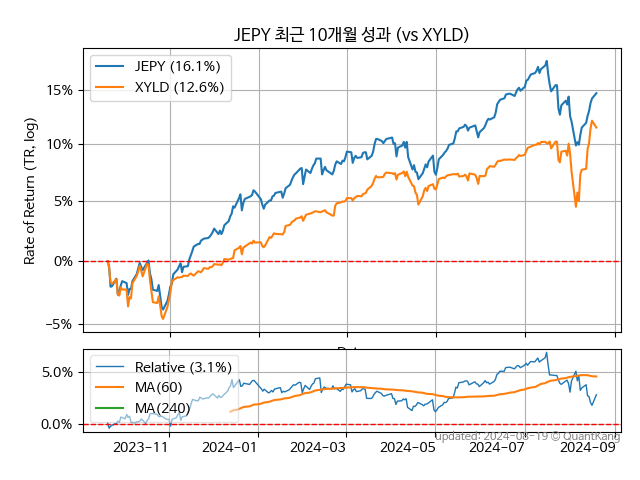 JEPY 최근 10개월 성과 (vs XYLD)
JEPY (16.1%)
XYLD (12.6%)
Rate of Return (TR, log)
15%
10%
5%
0%
−5%
Relative (3.1%)
MA(60)
MA(240)
5.0%
0.0%
2023−11
2024−01
2024−03
2024−05
2024−07
2024−09
updated: 2024−08−19 © QuantKang